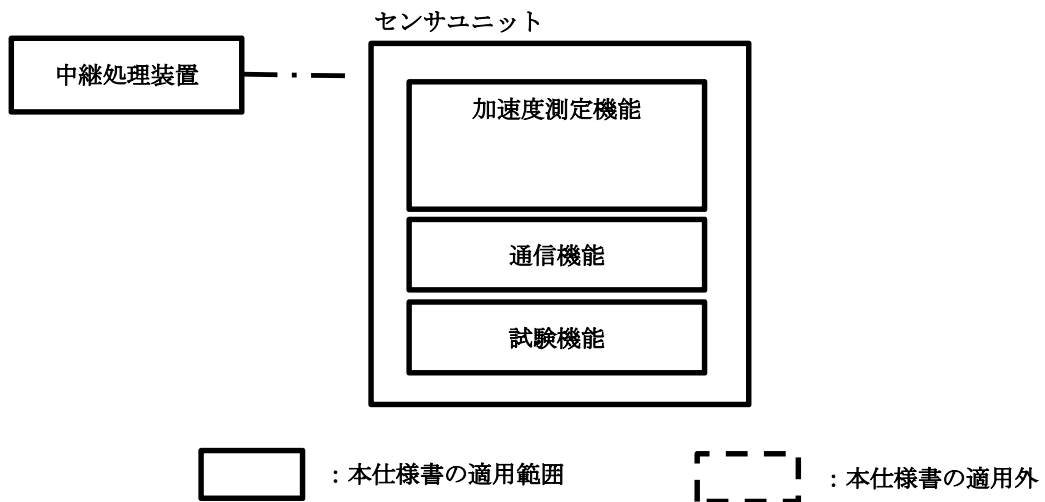 センサユニット
中継処理装置
加速度測定機能
通信機能
試験機能
：本仕様書の適用範囲
：本仕様書の適用外